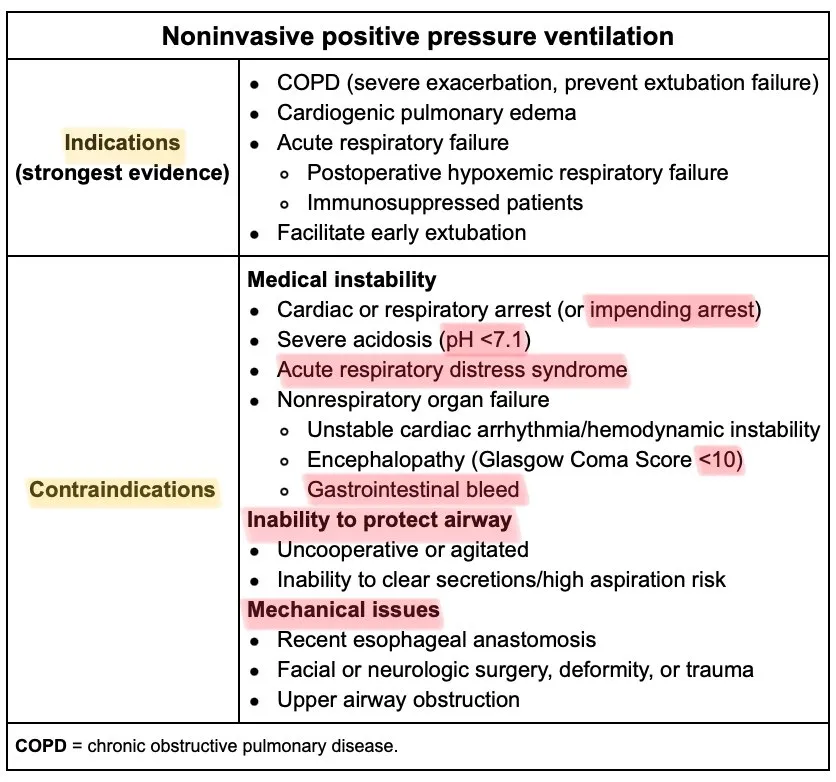 Noninvasive positive pressure ventilation
Indications
(strongest evidence)
• COPD (severe exacerbation, prevent extubation failure)
• Cardiogenic pulmonary edema
• Acute respiratory failure
◦ Postoperative hypoxemic respiratory failure
◦ Immunosuppressed patients
• Facilitate early extubation
Contraindications
Medical instability
• Cardiac or respiratory arrest (or impending arrest)
• Severe acidosis (pH <7.1)
• Acute respiratory distress syndrome
• Nonrespiratory organ failure
◦ Unstable cardiac arrhythmia/hemodynamic instability
◦ Encephalopathy (Glasgow Coma Score <10)
◦ Gastrointestinal bleed
Inability to protect airway
• Uncooperative or agitated
• Inability to clear secretions/high aspiration risk
Mechanical issues
• Recent esophageal anastomosis
• Facial or neurologic surgery, deformity, or trauma
• Upper airway obstruction
COPD = chronic obstructive pulmonary disease.